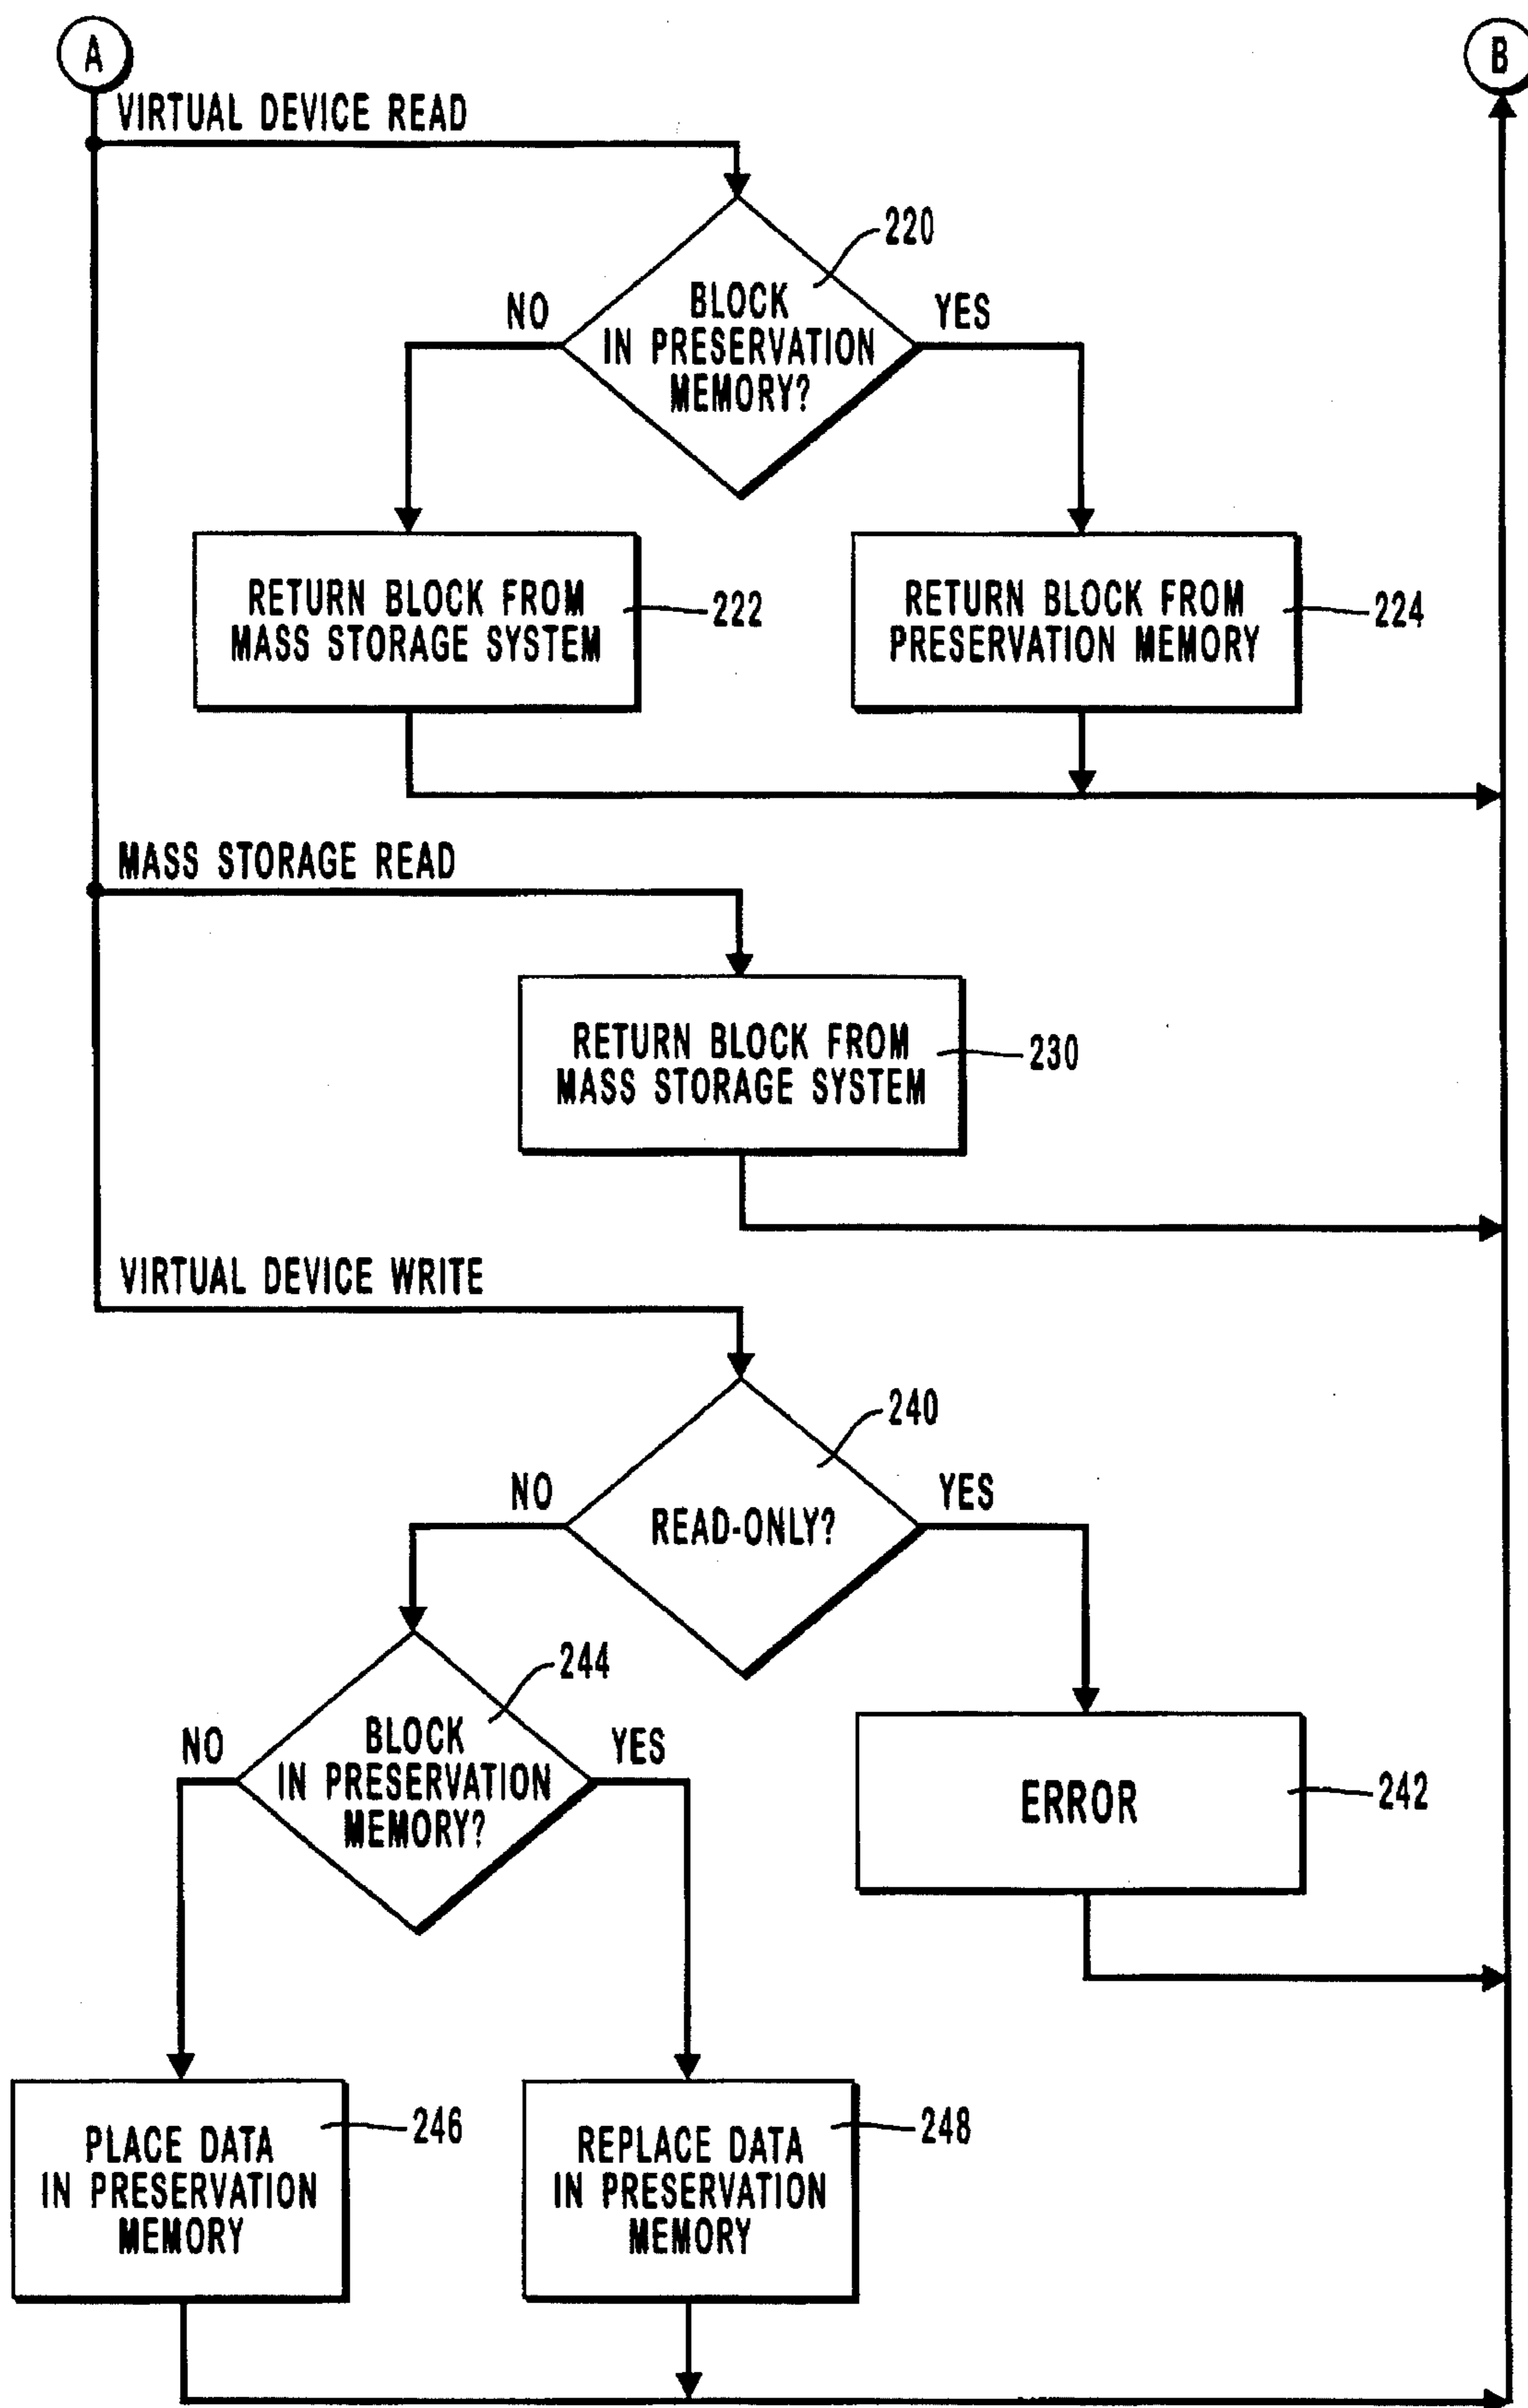 A
B
VIRTUAL DEVICE READ
220
NO
BLOCK
IN PRESERVATION
MEMORY?
YES
RETURN BLOCK FROM
MASS STORAGE SYSTEM
222
RETURN BLOCK FROM
PRESERVATION MEMORY
224
MASS STORAGE READ
RETURN BLOCK FROM
MASS STORAGE SYSTEM
230
VIRTUAL DEVICE WRITE
240
NO
READ-ONLY?
YES
244
NO
BLOCK
IN PRESERVATION
MEMORY?
YES
ERROR
242
PLACE DATA
IN PRESERVATION
MEMORY
246
REPLACE DATA
IN PRESERVATION
MEMORY
248